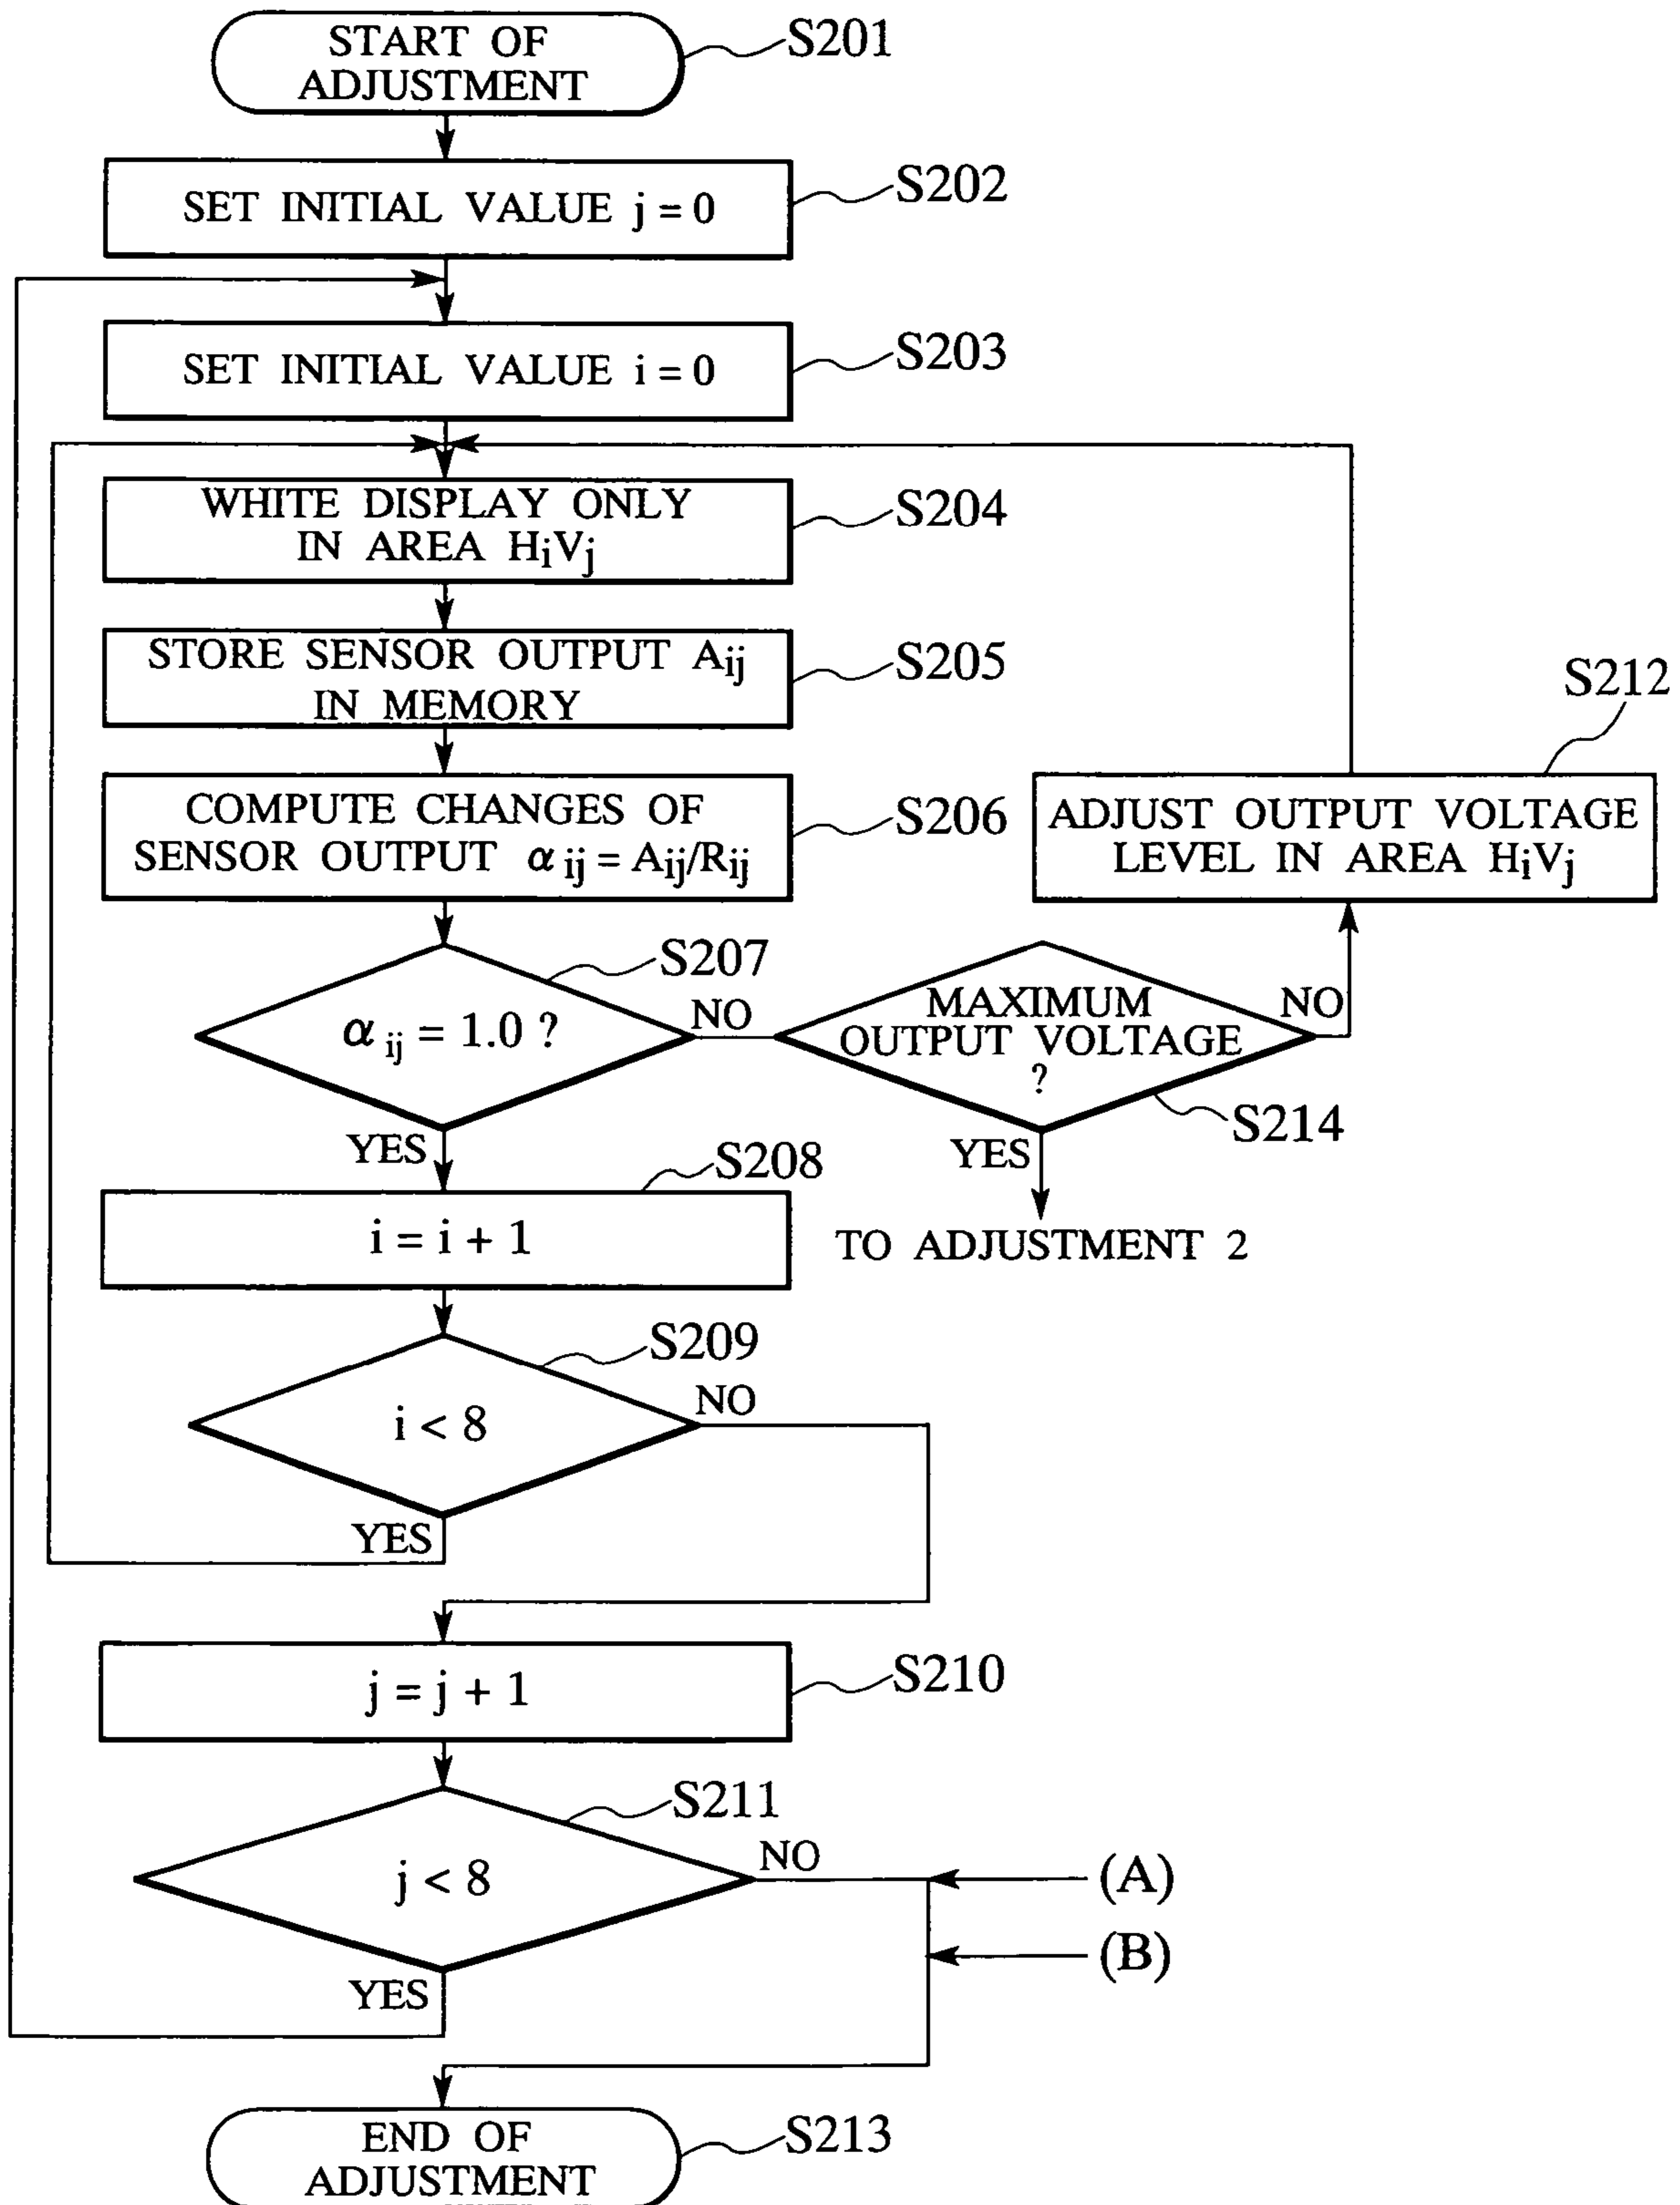 START OF
ADJUSTMENT
S201
SET INITIAL VALUE j = 0
S202
SET INITIAL VALUE i = 0
S203
WHITE DISPLAY ONLY
IN AREA HiVj
S204
STORE SENSOR OUTPUT Aij
IN MEMORY
S205
COMPUTE CHANGES OF
SENSOR OUTPUT α ij = Aij/Rij
S206
S212
ADJUST OUTPUT VOLTAGE
LEVEL IN AREA HiVj
S207
α ij = 1.0 ?
NO
MAXIMUM
OUTPUT VOLTAGE
?
NO
S214
YES
YES
TO ADJUSTMENT 2
S208
i = i + 1
S209
i < 8
NO
YES
j = j + 1
S210
S211
j < 8
NO
(A)
(B)
YES
END OF
ADJUSTMENT
S213